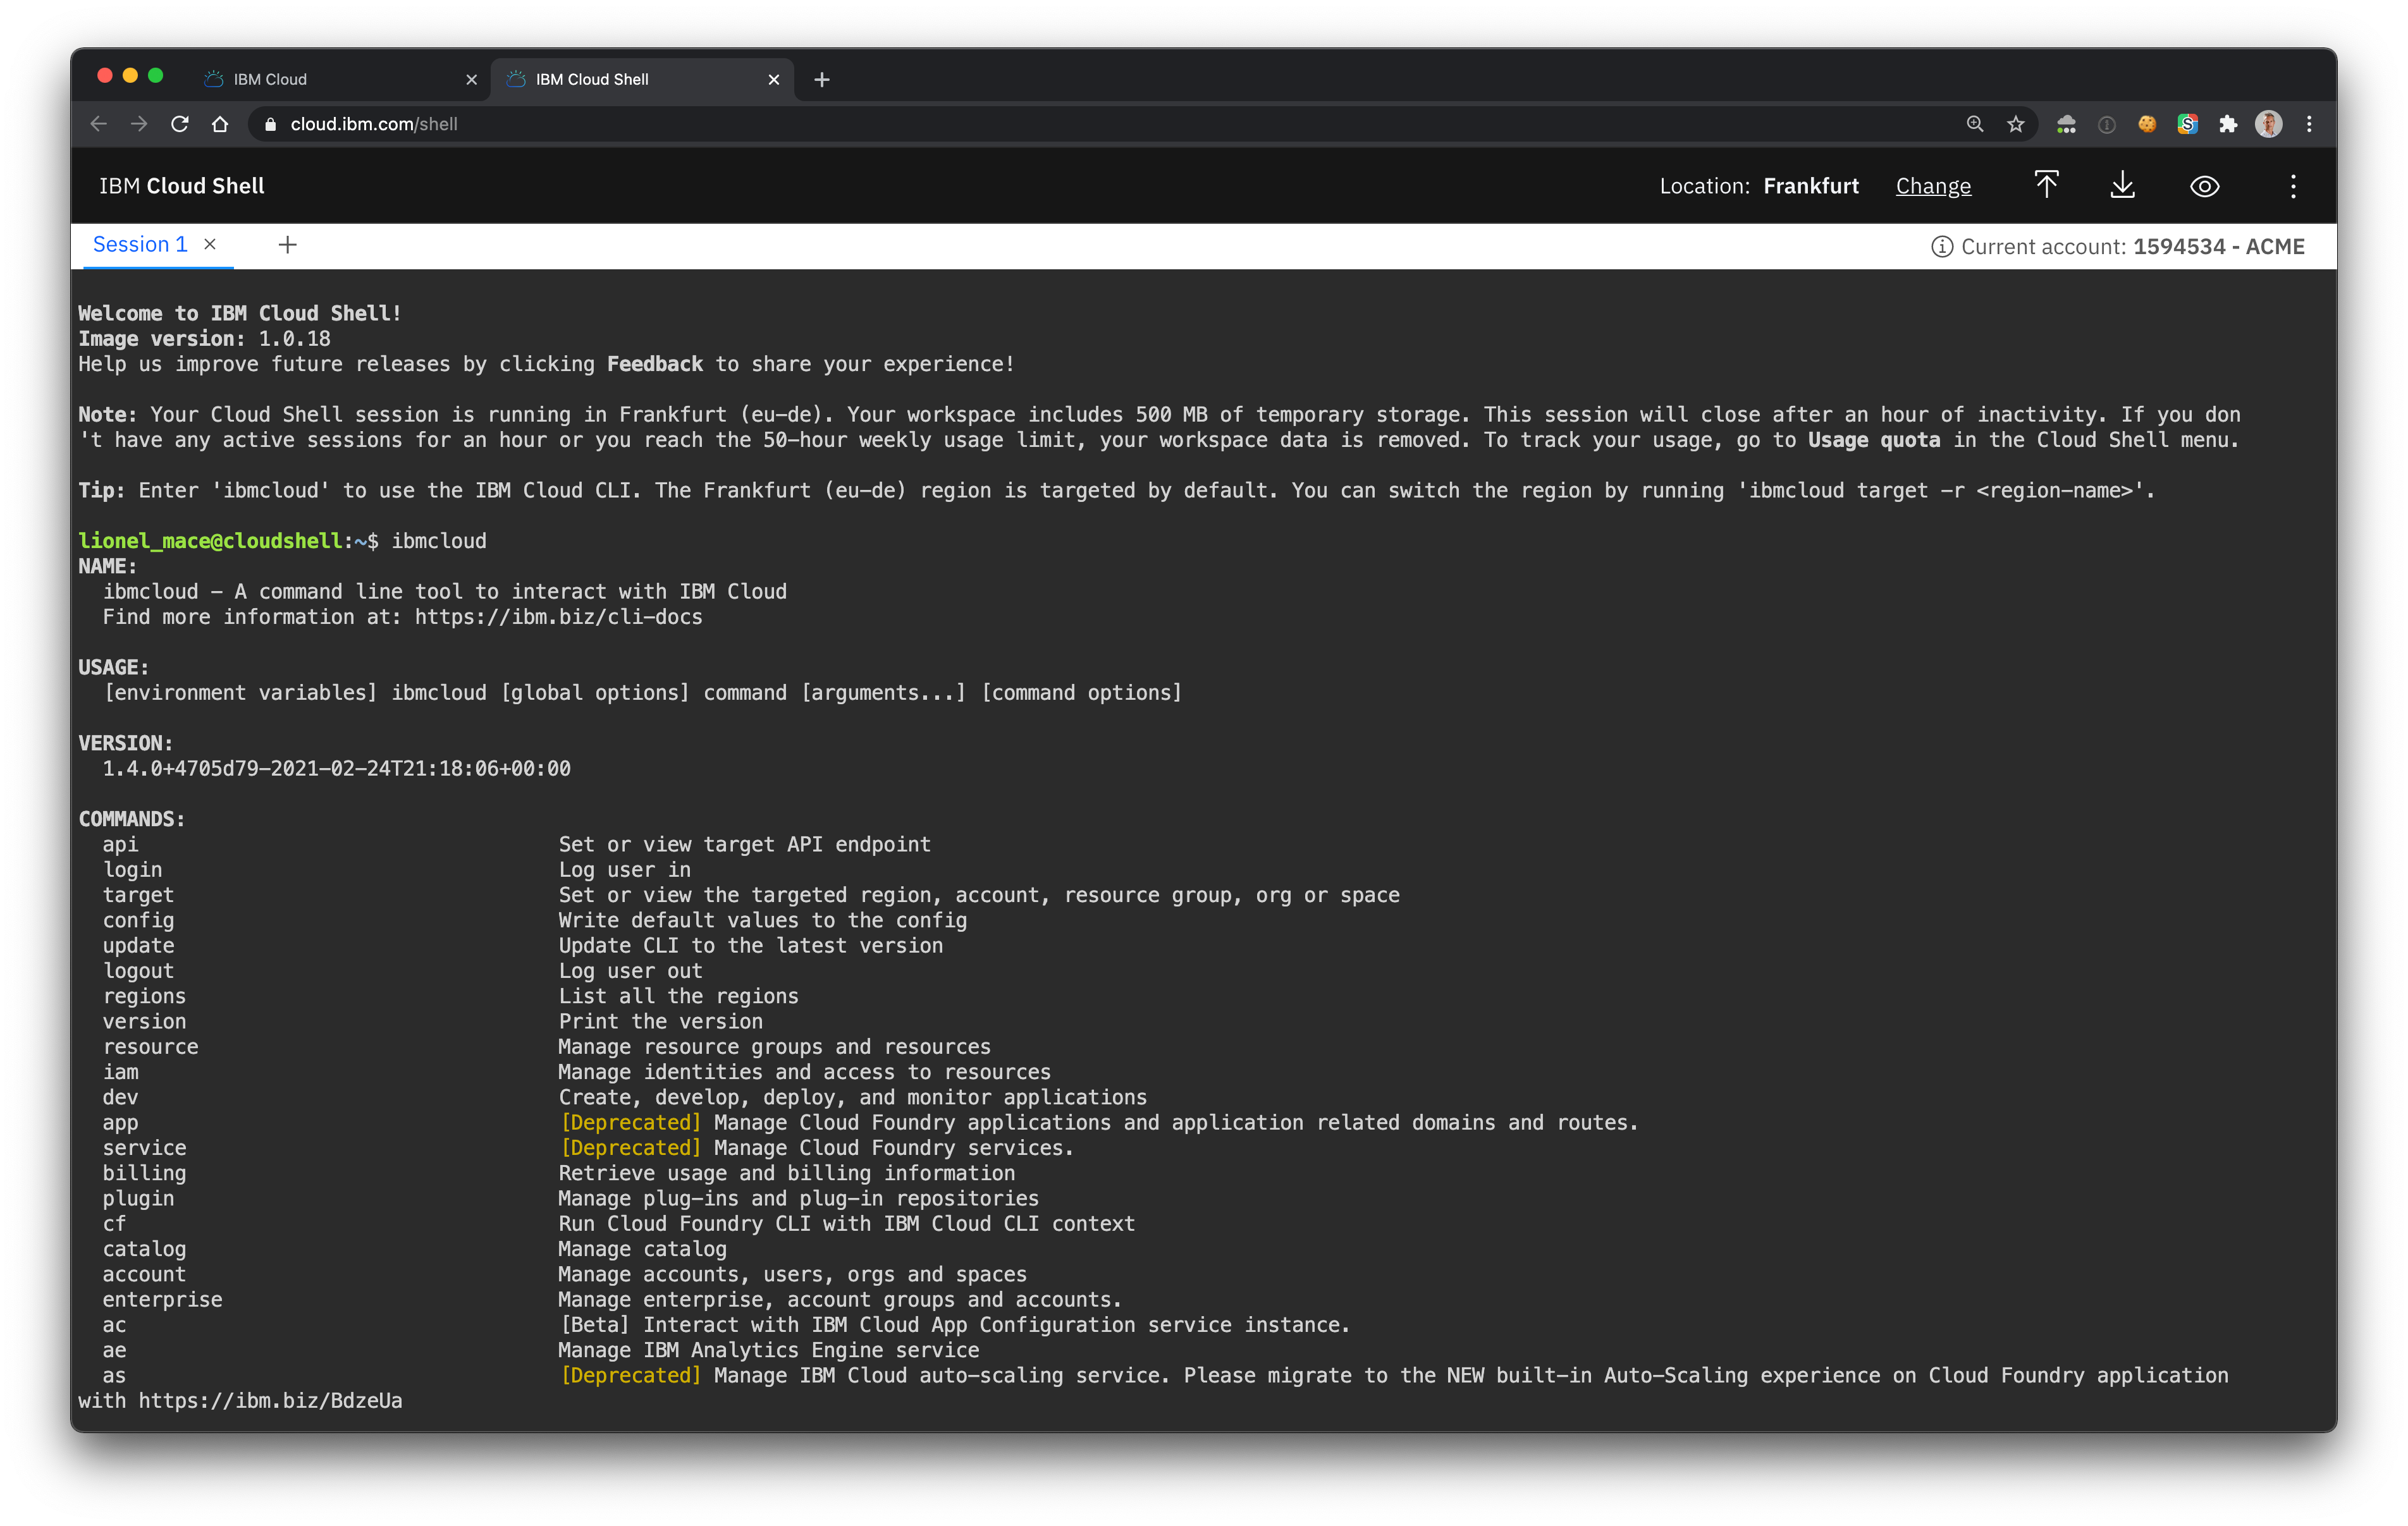 IBM Cloud
IBM Cloud Shell
cloud.ibm.com/shell
IBM Cloud Shell
Location: Frankfurt Change
Session 1
Current account: 1594534 - ACME
Welcome to IBM Cloud Shell!
Image version: 1.0.18
Help us improve future releases by clicking Feedback to share your experience!
Note: Your Cloud Shell session is running in Frankfurt (eu-de). Your workspace includes 500 MB of temporary storage. This session will close after an hour of inactivity. If you don
't have any active sessions for an hour or you reach the 50-hour weekly usage limit, your workspace data is removed. To track your usage, go to Usage quota in the Cloud Shell menu.
Tip: Enter 'ibmcloud' to use the IBM Cloud CLI. The Frankfurt (eu-de) region is targeted by default. You can switch the region by running 'ibmcloud target -r <region-name>'.
lionel_mace@cloudshell:~$ ibmcloud
NAME:
ibmcloud - A command line tool to interact with IBM Cloud
Find more information at: https://ibm.biz/cli-docs
USAGE:
[environment variables] ibmcloud [global options] command [arguments...] [command options]
VERSION:
1.4.0+4705d79-2021-02-24T21:18:06+00:00
COMMANDS:
api Set or view target API endpoint
login Log user in
target Set or view the targeted region, account, resource group, org or space
config Write default values to the config
update Update CLI to the latest version
logout Log user out
regions List all the regions
version Print the version
resource Manage resource groups and resources
iam Manage identities and access to resources
dev Create, develop, deploy, and monitor applications
app [Deprecated] Manage Cloud Foundry applications and application related domains and routes.
service [Deprecated] Manage Cloud Foundry services.
billing Retrieve usage and billing information
plugin Manage plug-ins and plug-in repositories
cf Run Cloud Foundry CLI with IBM Cloud CLI context
catalog Manage catalog
account Manage accounts, users, orgs and spaces
enterprise Manage enterprise, account groups and accounts.
ac [Beta] Interact with IBM Cloud App Configuration service instance.
ae Manage IBM Analytics Engine service
as [Deprecated] Manage IBM Cloud auto-scaling service. Please migrate to the NEW built-in Auto-Scaling experience on Cloud Foundry application
with https://ibm.biz/BdzeUa